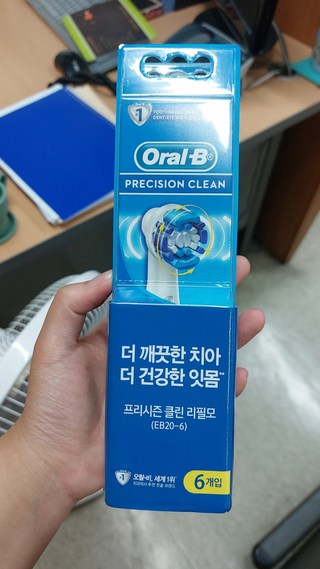 Oral-B
PRECISION CLEAN
더 깨끗한 치아
더 건강한 잇몸**
프리시즌 클린 리필모
(EB20-6)
1
오랄-비, 세계 1위*
6개입